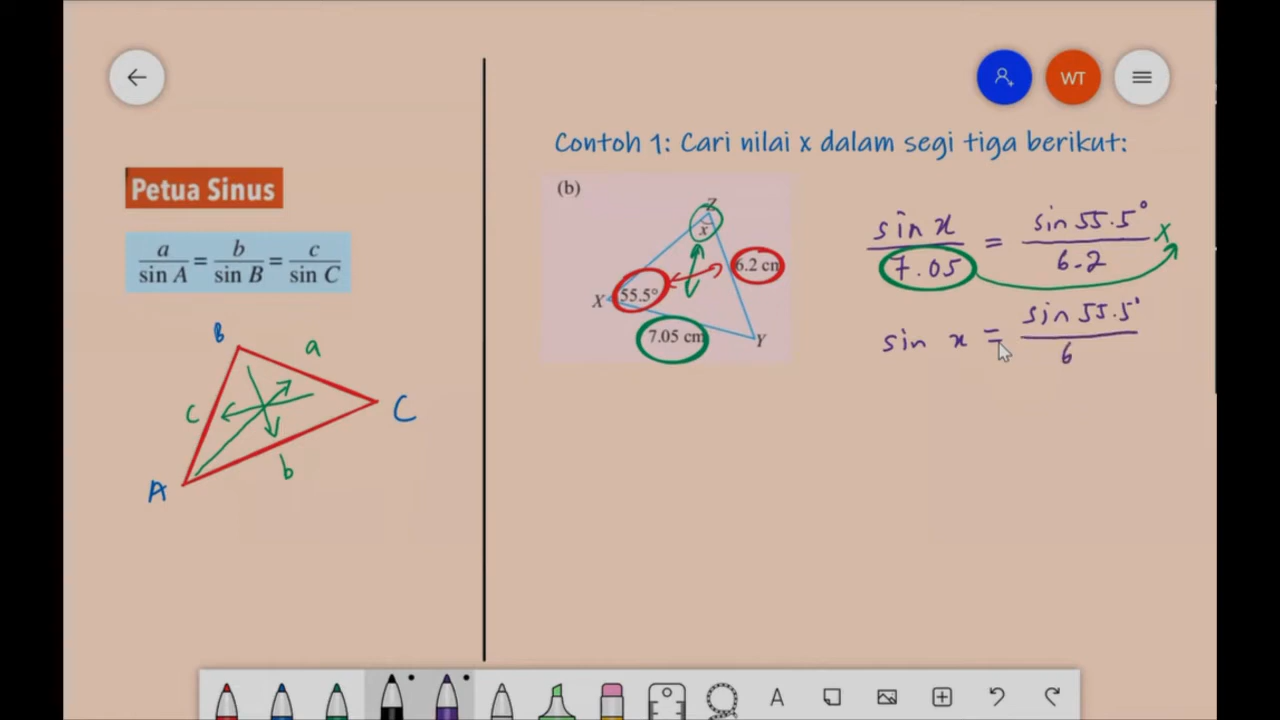 WT
Contoh 1: Cari nilai x dalam segi tiga berikut:
Petua Sinus
a/sin A = b/sin B = c/sin C
B
a
c
C
b
A
(b)
Z
x
6.2 cm
55.5°
X
7.05 cm
Y
sin x/7.05 = sin 55.5°/6.2 x
sin x = sin 55.5°/6
A